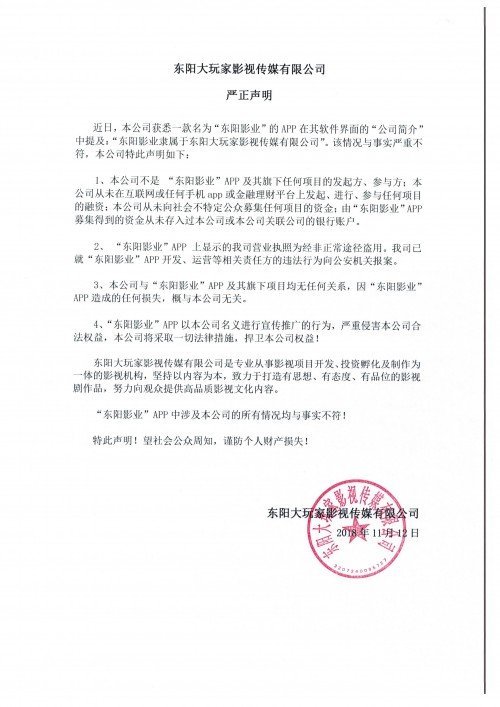 东阳大玩家影视传媒有限公司
严正声明
近日，本公司获悉一款名为“东阳影业”的 APP 在其软件界面的“公司简介”
中提及：“东阳影业隶属于东阳大玩家影视传媒有限公司”。该情况与事实严重不
符，本公司特此声明如下：
1、本公司不是 “东阳影业”APP 及其旗下任何项目的发起方、参与方；本
公司从未在互联网或任何手机 app 或金融理财平台上发起、进行、参与任何项目
的融资；本公司从未向社会不特定公众募集任何项目的资金；由“东阳影业”APP
募集得到的资金从未存入过本公司或本公司关联公司的银行账户。
2、 “东阳影业”APP 上显示的我司营业执照为经非正常途径盗用。我司已
就“东阳影业”APP 开发、运营等相关责任方的违法行为向公安机关报案。
3、本公司与“东阳影业”APP 及其旗下项目均无任何关系，因“东阳影业”
APP 造成的任何损失，概与本公司无关。
4、“东阳影业”APP 以本公司名义进行宣传推广的行为，严重侵害本公司合
法权益，本公司将采取一切法律措施，捍卫本公司权益！
东阳大玩家影视传媒有限公司是专业从事影视项目开发、投资孵化及制作为
一体的影视机构，坚持以内容为本，致力于打造有思想、有态度、有品位的影视
剧作品，努力向观众提供高品质影视文化内容。
“东阳影业”APP 中涉及本公司的所有情况均与事实不符！
特此声明！望社会公众周知，谨防个人财产损失！
东阳大玩家影视传媒有限公司
2018 年 11 月 12 日
东阳大玩家影视传媒有限公司